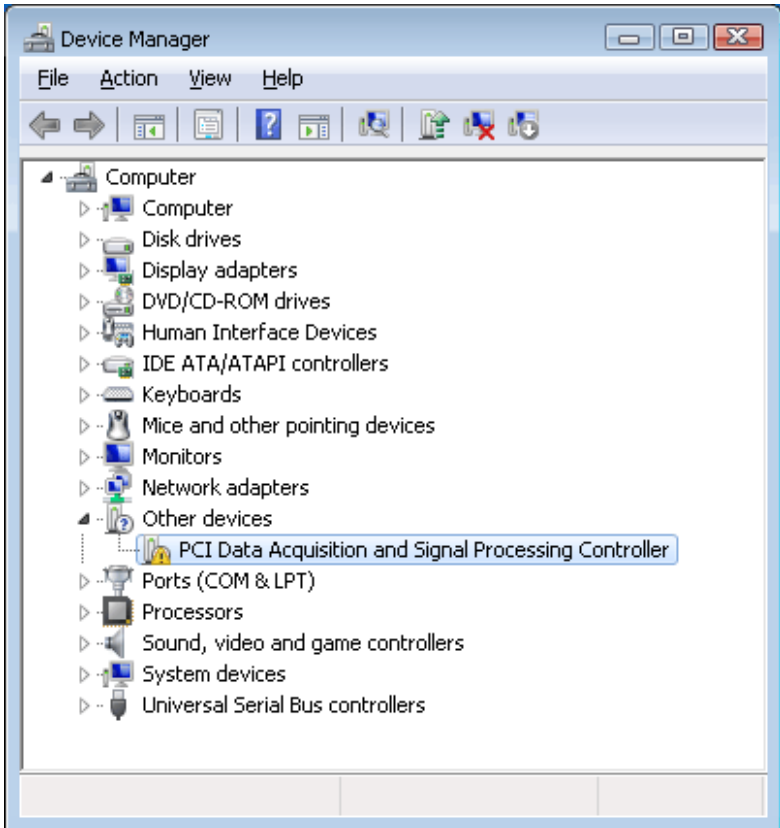 Device Manager
File Action View Help
Computer
Computer
Disk drives
Display adapters
DVD/CD-ROM drives
Human Interface Devices
IDE ATA/ATAPI controllers
Keyboards
Mice and other pointing devices
Monitors
Network adapters
Other devices
PCI Data Acquisition and Signal Processing Controller
Ports (COM & LPT)
Processors
Sound, video and game controllers
System devices
Universal Serial Bus controllers